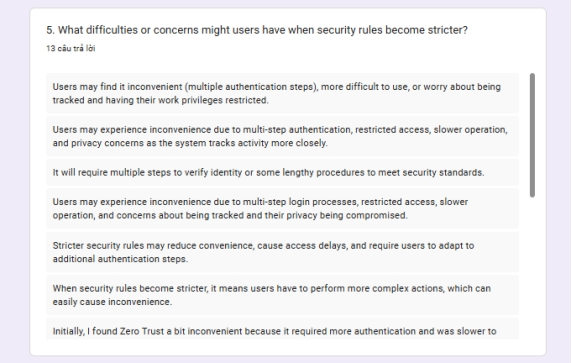 5. What difficulties or concerns might users have when security rules become stricter?
13 câu trả lời
Users may find it inconvenient (multiple authentication steps), more difficult to use, or worry about being
tracked and having their work privileges restricted.
Users may experience inconvenience due to multi-step authentication, restricted access, slower operation,
and privacy concerns as the system tracks activity more closely.
It will require multiple steps to verify identity or some lengthy procedures to meet security standards.
Users may experience inconvenience due to multi-step login processes, restricted access, slower
operation, and concerns about being tracked and their privacy being compromised.
Stricter security rules may reduce convenience, cause access delays, and require users to adapt to
additional authentication steps.
When security rules become stricter, it means users have to perform more complex actions, which can
easily cause inconvenience.
Initially, I found Zero Trust a bit inconvenient because it required more authentication and was slower to